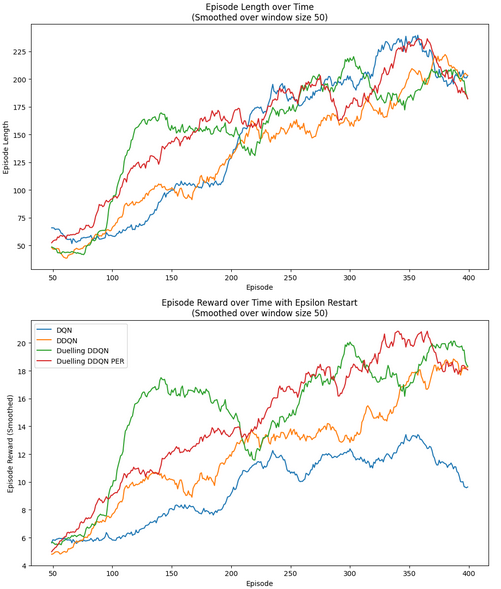 Episode Length over Time
(Smoothed over window size 50)
225
200
175
150
125
100
75
50
Episode Length
50 100 150 200 250 300 350 400
Episode
Episode Reward over Time with Epsilon Restart
(Smoothed over window size 50)
DQN
DDQN
Duelling DDQN
Duelling DDQN PER
20
18
16
14
12
10
8
6
4
Episode Reward (Smoothed)
50 100 150 200 250 300 350 400
Episode